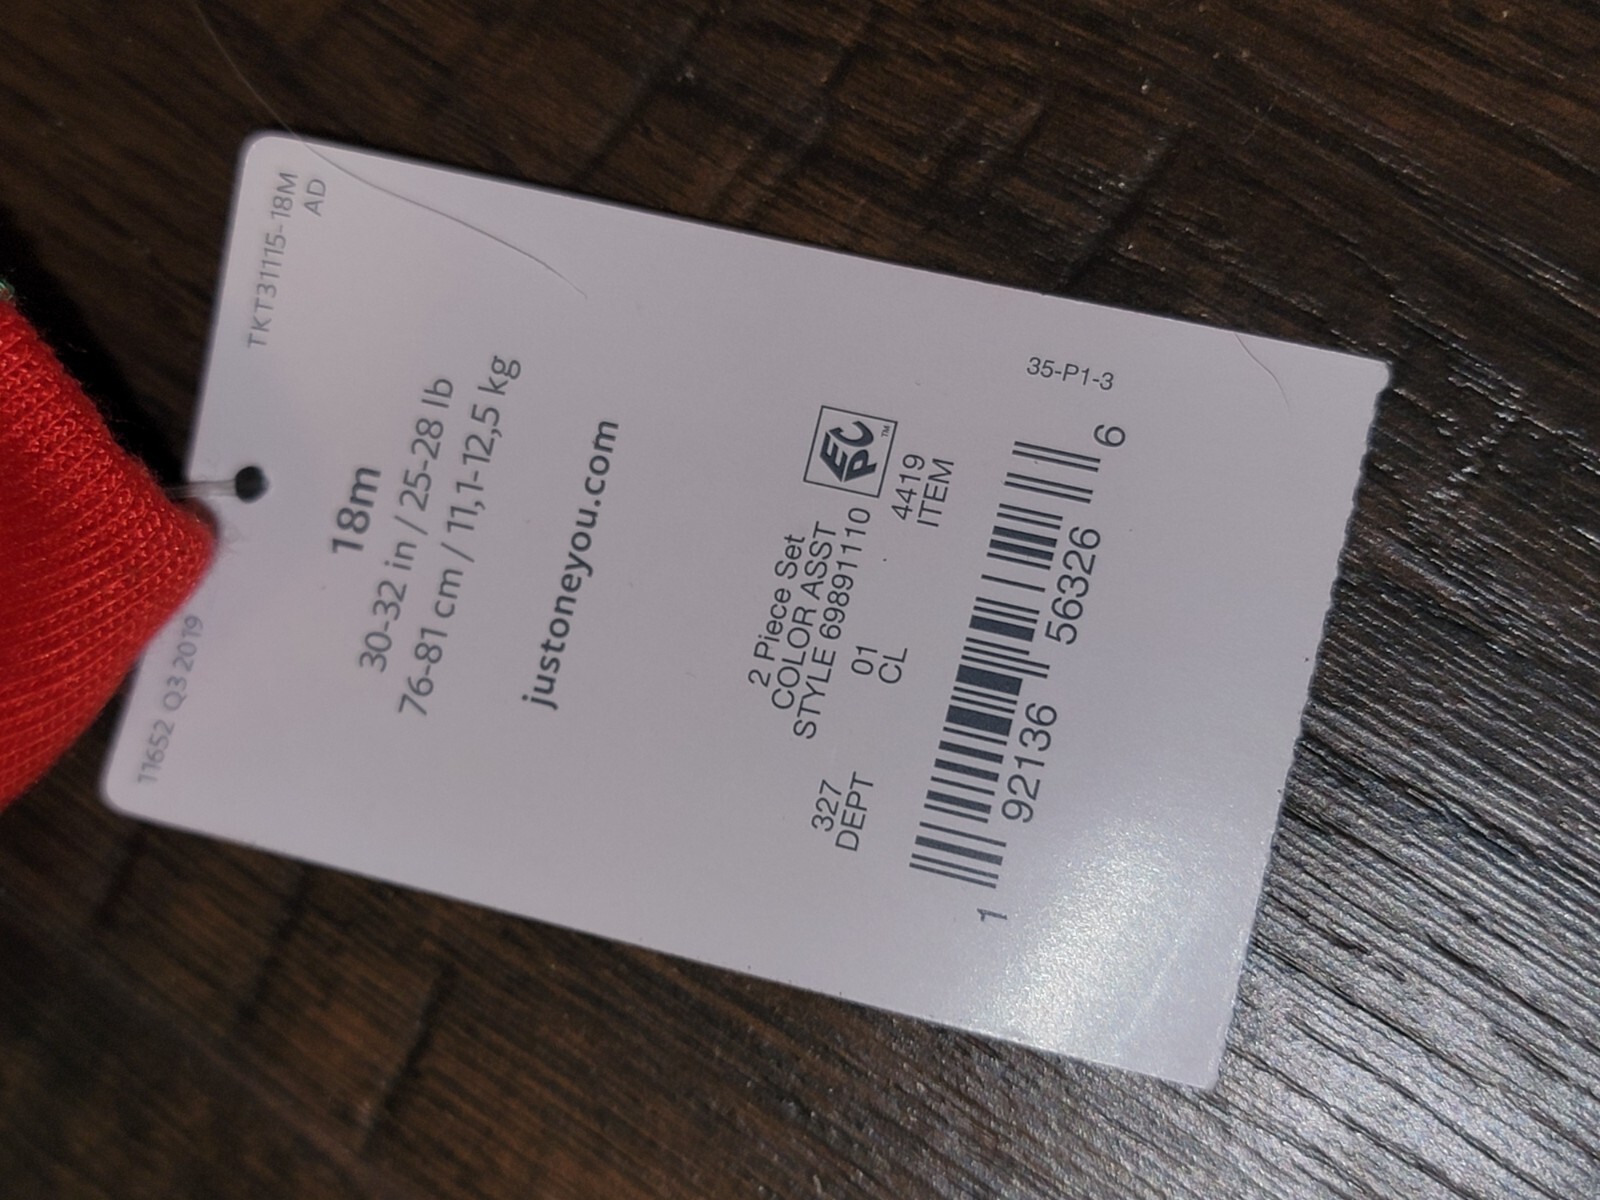 TKT31115-18M
AD
11652 Q3 2019
18m
30-32 in / 25-28 lb
76-81 cm / 11,1-12,5 kg
justoneyou.com
2 Piece Set
COLOR ASST
STYLE 69891110
EPC™
327
DEPT
01
CL
4419
ITEM
35-P1-3
1 92136 56326 6